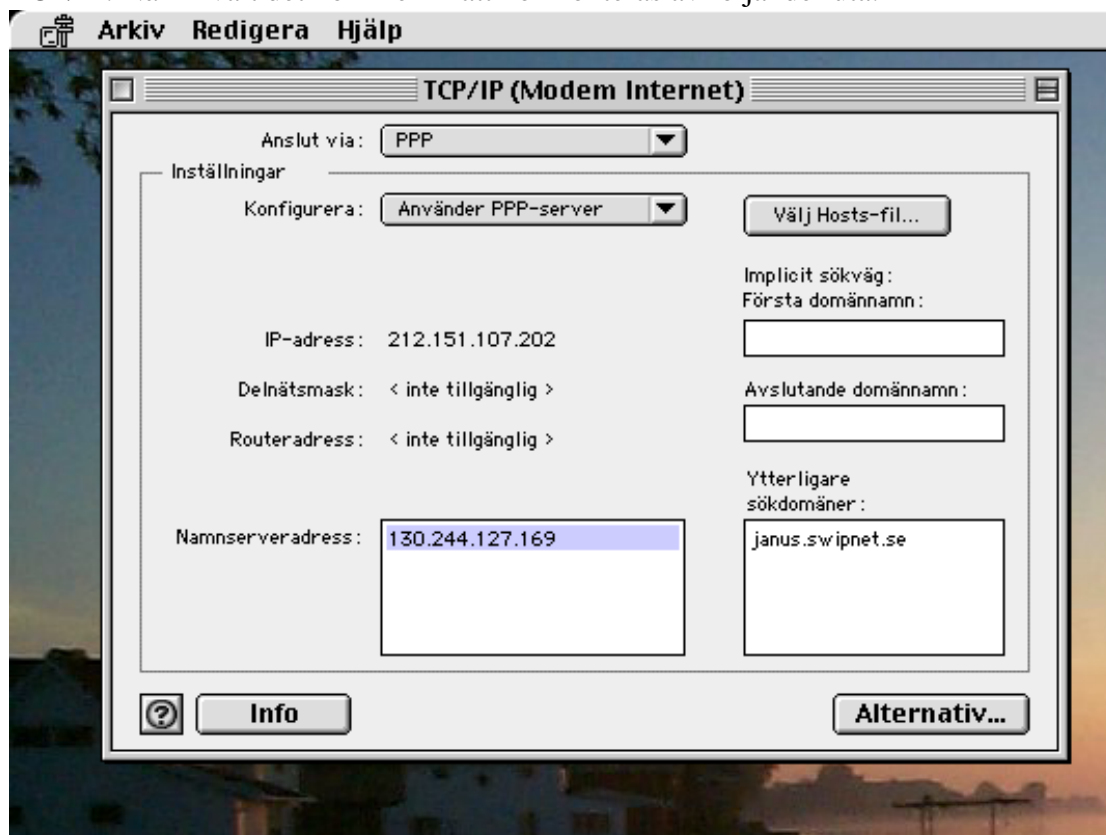 Arkiv Redigera Hjälp
TCP/IP (Modem Internet)
Anslut via: PPP
Inställningar
Konfigurera: Använder PPP-server
Välj Hosts-fil...
Implicit sökväg:
Första domännamn:
IP-adress: 212.151.107.202
Delnätsmask: < inte tillgänglig >
Avslutande domännamn:
Routeradress: < inte tillgänglig >
Ytterligare
sökdomäner:
Namnserveradress: 130.244.127.169
janus.swipnet.se
Info
Alternativ...